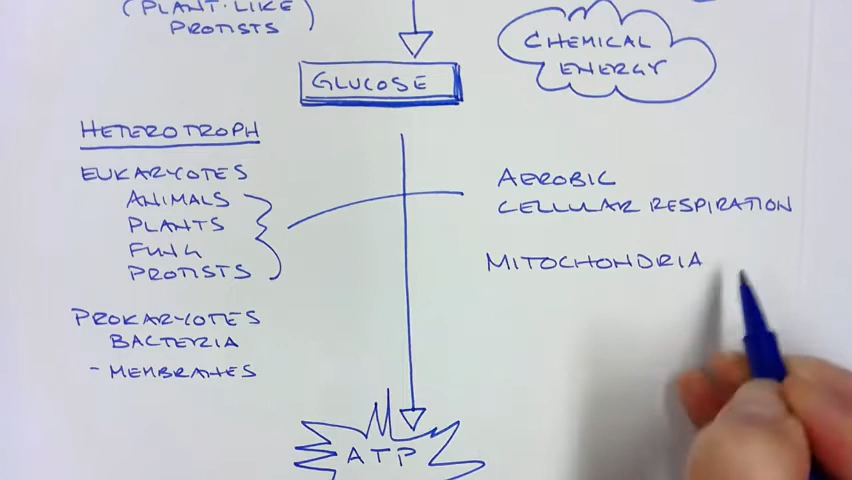 (PLANT-LIKE)
PROTISTS
CHEMICAL
ENERGY
GLUCOSE
HETEROTROPH
EUKARYOTES
ANIMALS
PLANTS
FUNGI
PROTISTS
AEROBIC
CELLULAR RESPIRATION
MITOCHONDRIA
PROKARYOTES
BACTERIA
- MEMBRANES
ATP